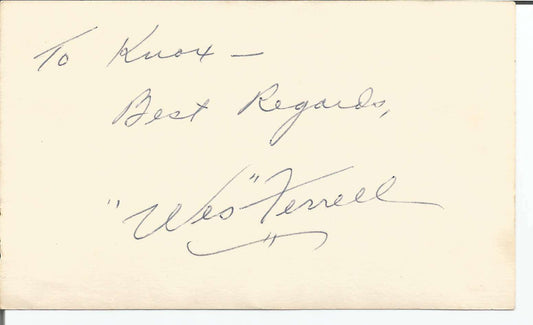 To Knox —
Best Regards,
"Wes" Ferrell